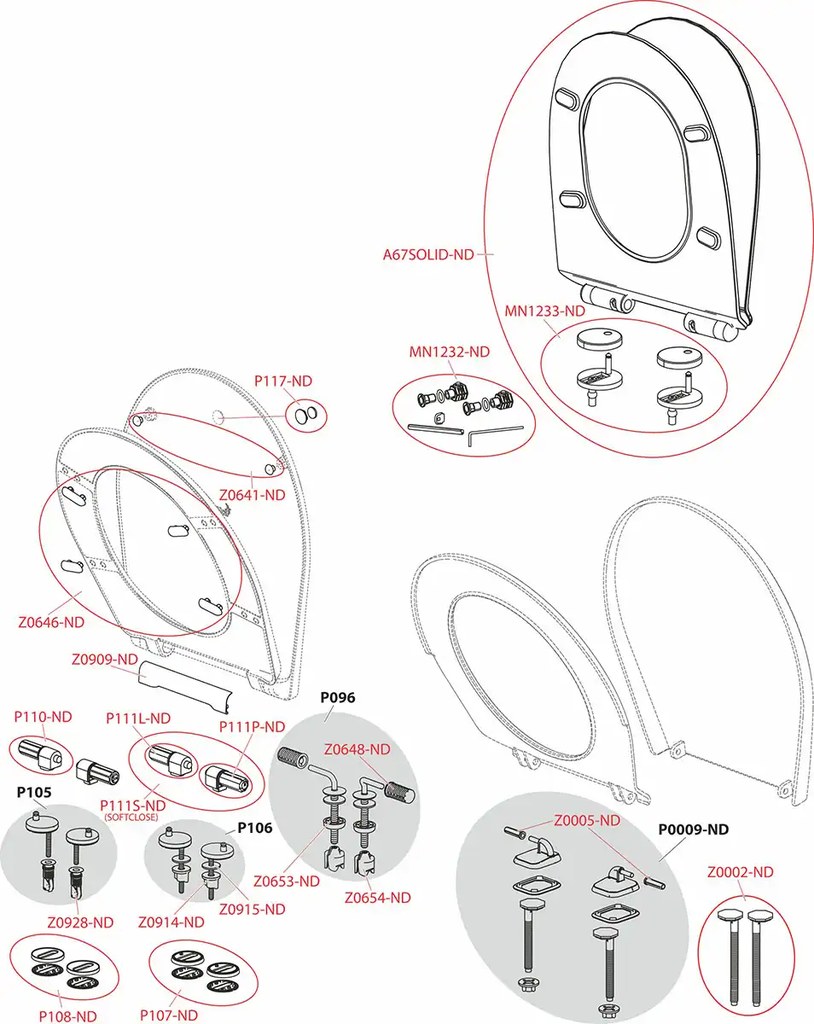 A67SOLID-ND
MN1233-ND
MN1232-ND
P117-ND
Z0641-ND
Z0646-ND
Z0909-ND
P096
P110-ND
P111L-ND
P111P-ND
Z0648-ND
P105
P111S-ND
(SOFTCLOSE)
P106
Z0005-ND
P0009-ND
Z0653-ND
Z0002-ND
Z0654-ND
Z0928-ND
Z0914-ND
Z0915-ND
P108-ND
P107-ND